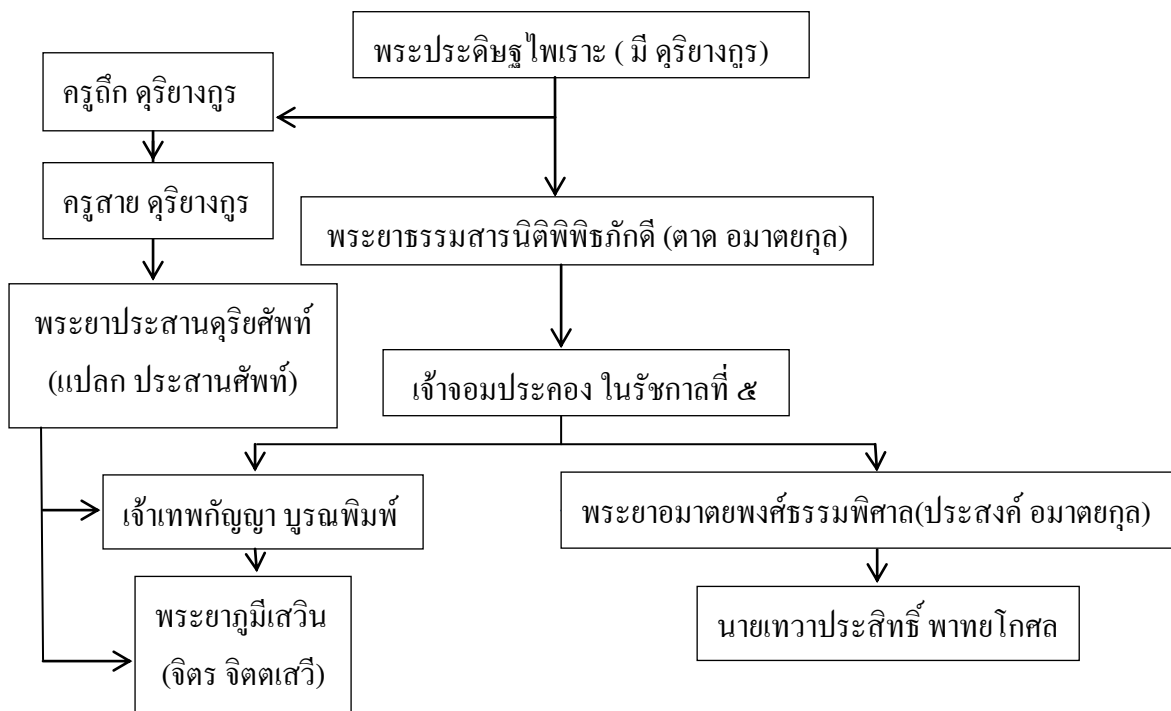 พระประดิษฐไพเราะ ( มี ดุริยางกูร)
ครูถึก ดุริยางกูร
ครูสาย ดุริยางกูร
พระยาธรรมสารนิติพิพิธภักดี (ตาด อมาตยกุล)
พระยาประสานดุริยศัพท์
(แปลก ประสานศัพท์)
เจ้าจอมประคอง ในรัชกาลที่ ๕
เจ้าเทพกัญญา บูรณพิมพ์
พระยาอมาตยพงศ์ธรรมพิศาล(ประสงค์ อมาตยกุล)
พระยาภูมีเสวิน
(จิตร จิตตเสวี)
นายเทวาประสิทธิ์ พาทยโกศล